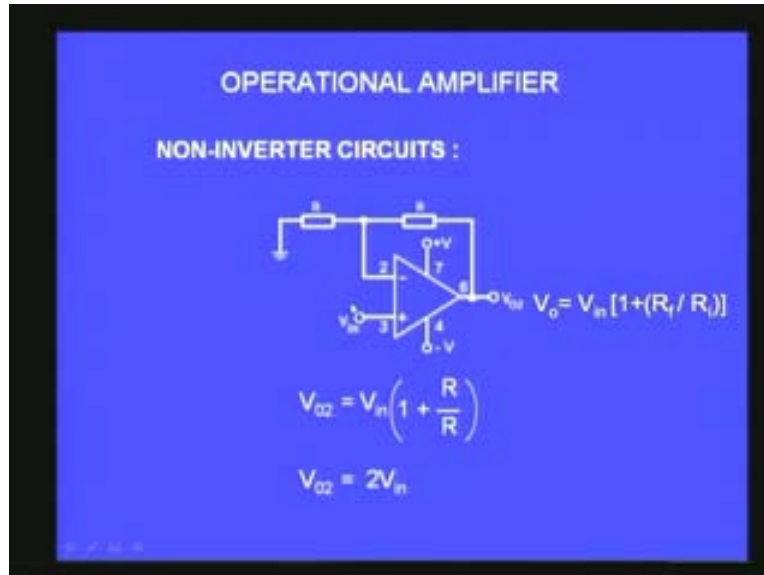 OPERATIONAL AMPLIFIER
NON-INVERTER CIRCUITS :
R R
+V
2 - 7
6
V02 Vo = Vin [1+(Rf / Ri)]
Vin 3 + 4
- V
V02 = Vin (1 + R/R)
V02 = 2Vin